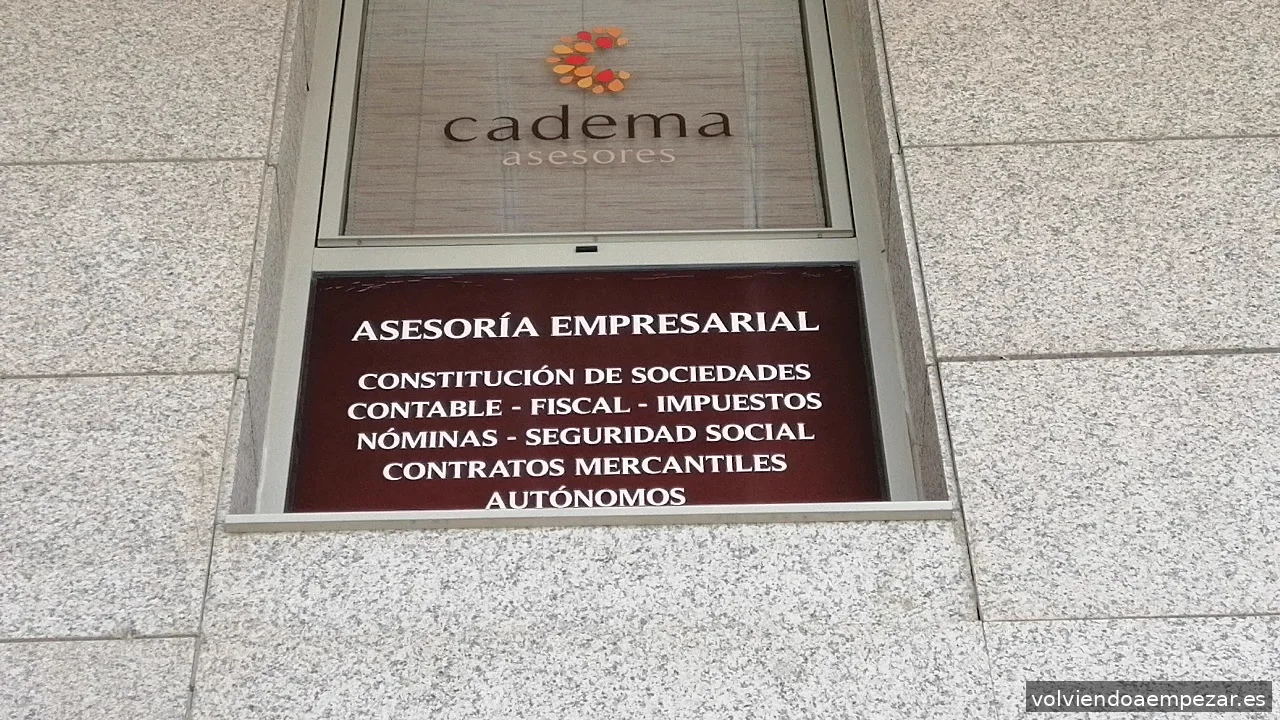 cadema
asesores
ASESORÍA EMPRESARIAL
CONSTITUCIÓN DE SOCIEDADES
CONTABLE - FISCAL - IMPUESTOS
NÓMINAS - SEGURIDAD SOCIAL
CONTRATOS MERCANTILES
AUTÓNOMOS
volviendoaempezar.es